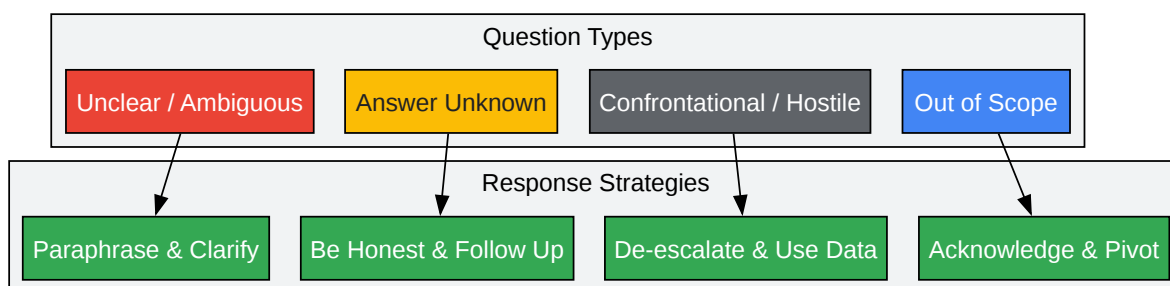 Question Types
Unclear / Ambiguous
Answer Unknown
Confrontational / Hostile
Out of Scope
Response Strategies
Paraphrase & Clarify
Be Honest & Follow Up
De-escalate & Use Data
Acknowledge & Pivot